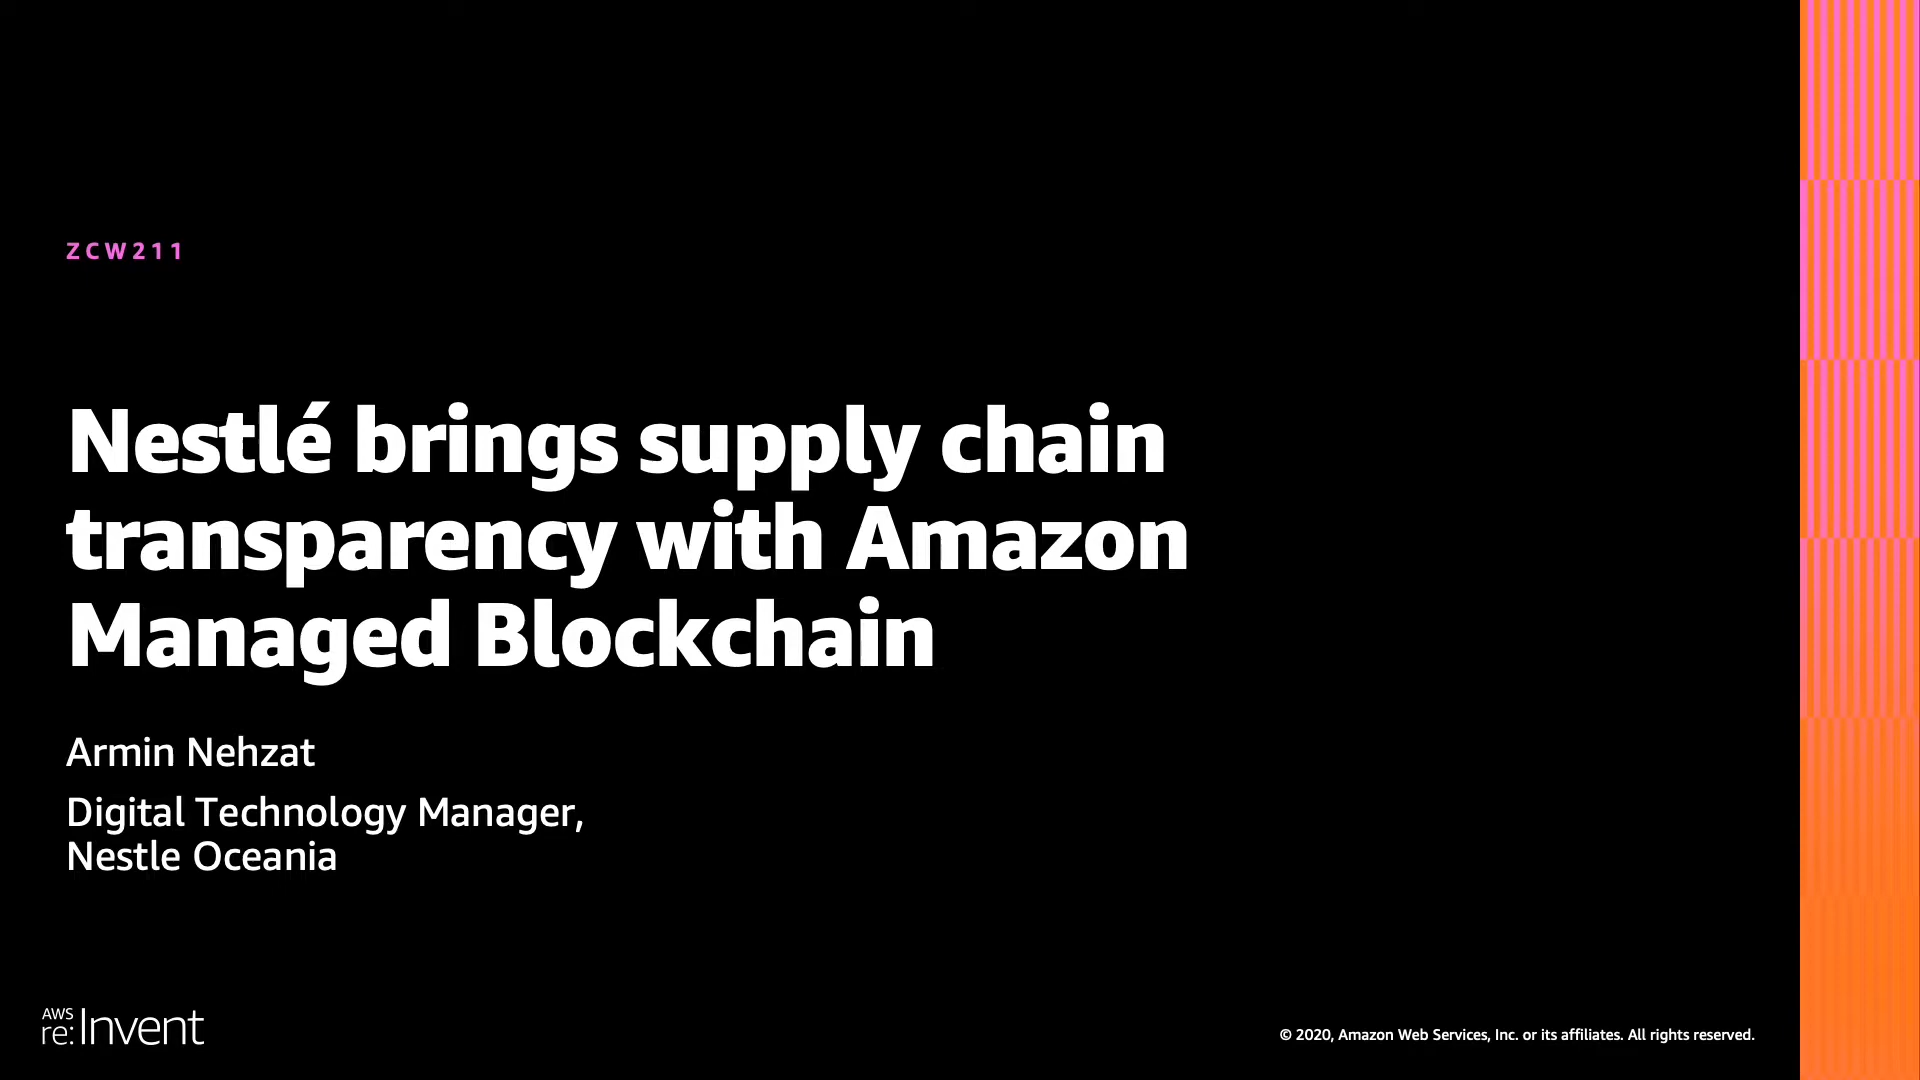 ZCW211
Nestlé brings supply chain
transparency with Amazon
Managed Blockchain
Armin Nehzat
Digital Technology Manager,
Nestle Oceania
AWS
re:Invent
© 2020, Amazon Web Services, Inc. or its affiliates. All rights reserved.